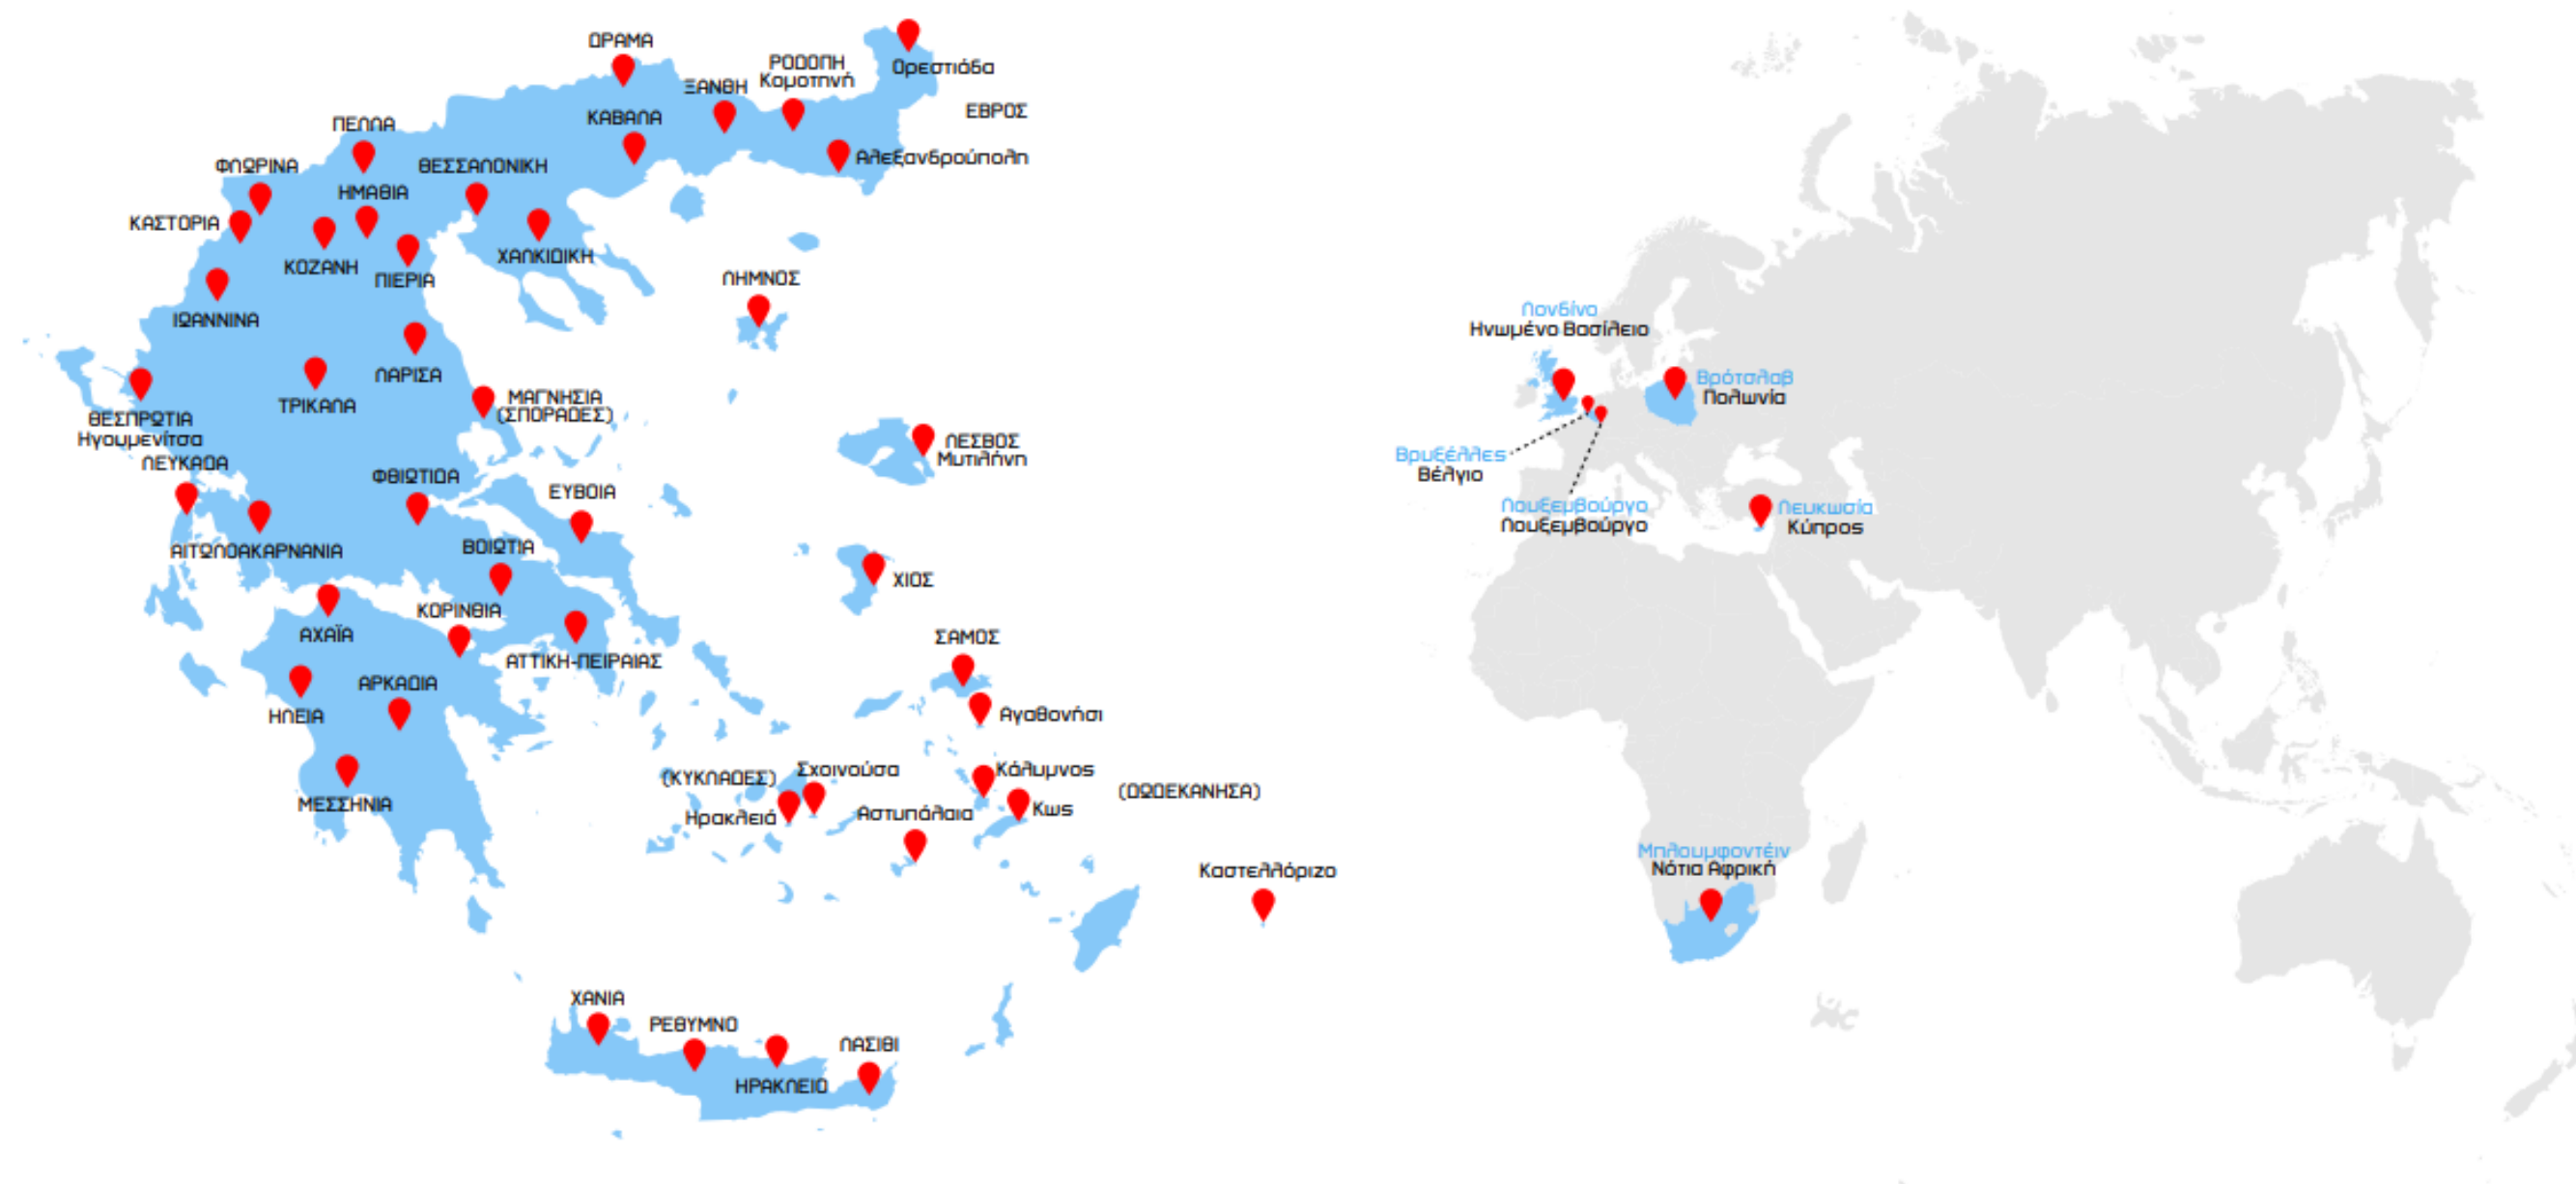 ΔΡΑΜΑ
ΡΟΔΟΠΗ
Κομοτηνή
Ορεστιάδα
ΞΑΝΘΗ
ΕΒΡΟΣ
ΚΑΒΑΛΑ
ΠΕΛΛΑ
Αλεξανδρούπολη
ΦΛΩΡΙΝΑ
ΘΕΣΣΑΛΟΝΙΚΗ
ΗΜΑΘΙΑ
ΚΑΣΤΟΡΙΑ
ΧΑΛΚΙΔΙΚΗ
ΚΟΖΑΝΗ
ΠΙΕΡΙΑ
ΛΗΜΝΟΣ
ΙΩΑΝΝΙΝΑ
ΛΑΡΙΣΑ
ΤΡΙΚΑΛΑ
ΜΑΓΝΗΣΙΑ
(ΣΠΟΡΑΔΕΣ)
ΘΕΣΠΡΩΤΙΑ
Ηγουμενίτσα
ΛΕΣΒΟΣ
Μυτιλήνη
ΛΕΥΚΑΔΑ
ΦΘΙΩΤΙΔΑ
ΕΥΒΟΙΑ
ΑΙΤΩΛΟΑΚΑΡΝΑΝΙΑ
ΒΟΙΩΤΙΑ
ΧΙΟΣ
ΚΟΡΙΝΘΙΑ
ΑΧΑΪΑ
ΣΑΜΟΣ
ΑΤΤΙΚΗ-ΠΕΙΡΑΙΑΣ
ΑΡΚΑΔΙΑ
ΗΛΕΙΑ
Αγαθονήσι
(ΚΥΚΛΑΔΕΣ)
Σχοινούσα
Κάλυμνος
(ΔΩΔΕΚΑΝΗΣΑ)
ΜΕΣΣΗΝΙΑ
Ηρακλειά
Αστυπάλαια
Κως
Καστελλόριζο
ΧΑΝΙΑ
ΡΕΘΥΜΝΟ
ΛΑΣΙΘΙ
ΗΡΑΚΛΕΙΟ
Λονδίνο
Ηνωμένο Βασίλειο
Βρότσλαβ
Πολωνία
Βρυξέλλες
Βέλγιο
Λουξεμβούργο
Λουξεμβούργο
Λευκωσία
Κύπρος
Μπλουμφοντέιν
Νότια Αφρική